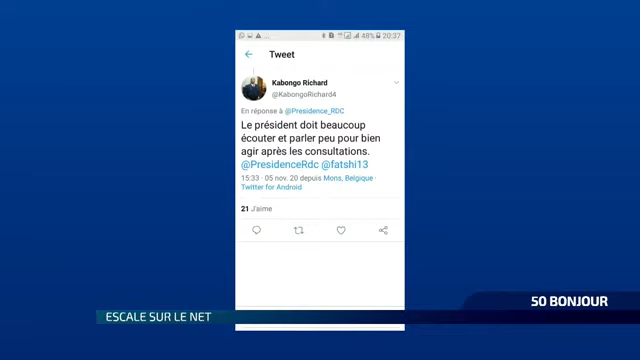 48% 20:37
Tweet
Kabongo Richard
@KabongoRichard4
En réponse à @Presidence_RDC
Le président doit beaucoup
écouter et parler peu pour bien
agir après les consultations.
@PresidenceRdc @fatshi13
15:33 · 05 nov. 20 depuis Mons, Belgique ·
Twitter for Android
21 J'aime
50 BONJOUR
ESCALE SUR LE NET